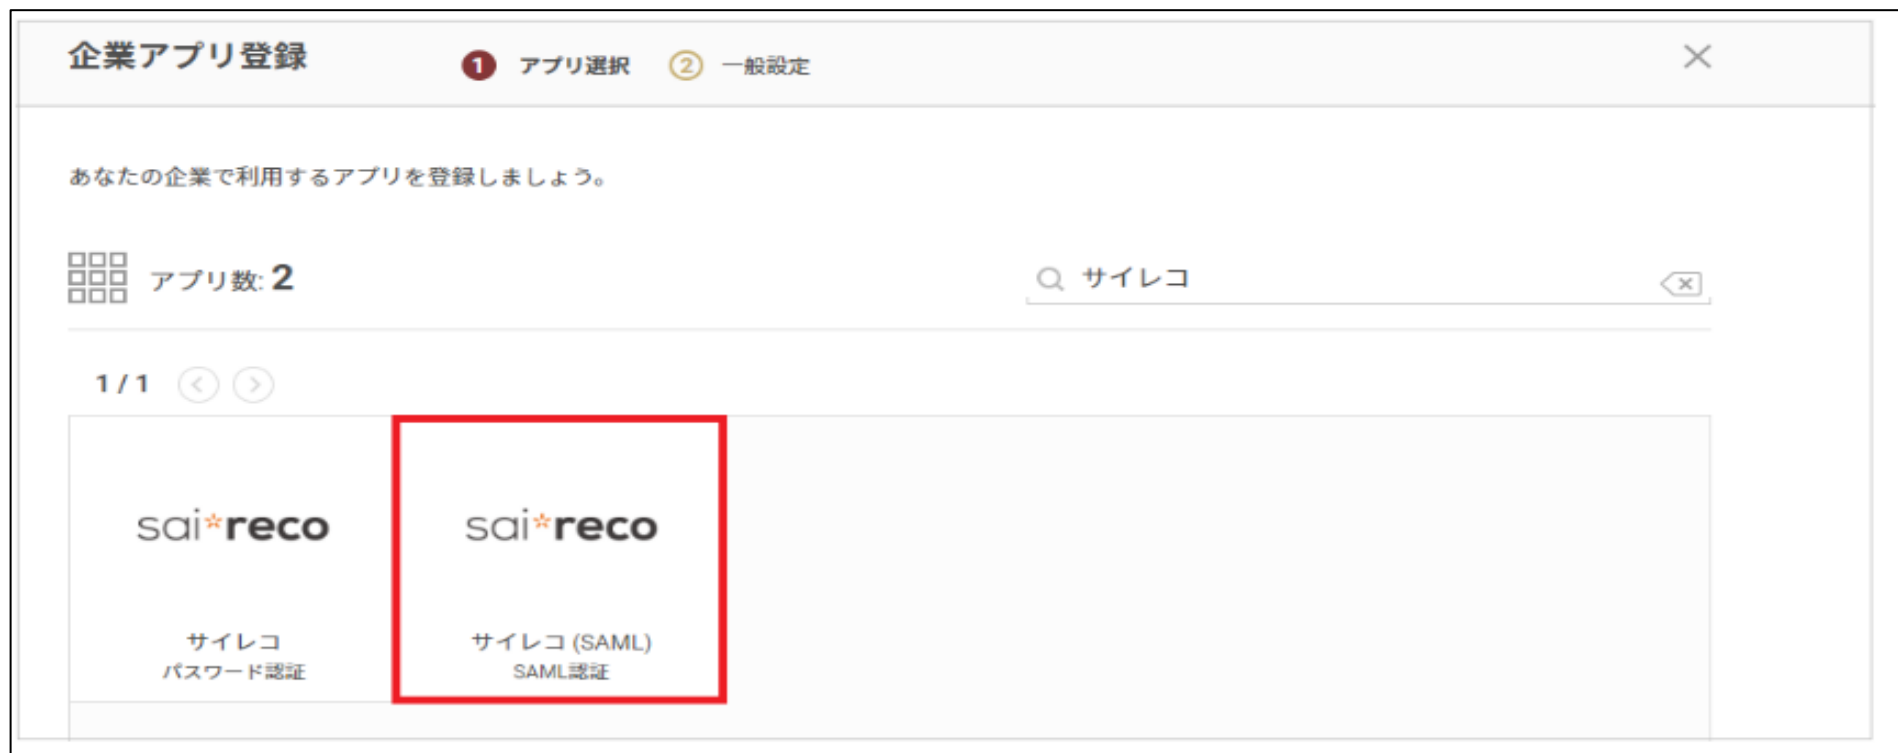 企業アプリ登録
1 アプリ選択 2 一般設定
あなたの企業で利用するアプリを登録しましょう。
アプリ数: 2
サイレコ
1 / 1
sai*reco
サイレコ
パスワード認証
sai*reco
サイレコ (SAML)
SAML認証